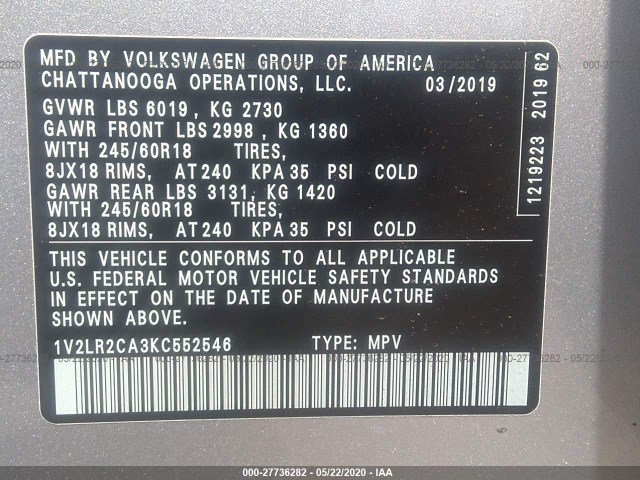 MFD BY VOLKSWAGEN GROUP OF AMERICA
CHATTANOOGA OPERATIONS, LLC. 03/2019
GVWR LBS 6019, KG 2730
GAWR FRONT LBS 2998, KG 1360
WITH 245/60R18 TIRES,
8JX18 RIMS, AT 240 KPA 35 PSI COLD
GAWR REAR LBS 3131, KG 1420
WITH 245/60R18 TIRES,
8JX18 RIMS, AT 240 KPA 35 PSI COLD
THIS VEHICLE CONFORMS TO ALL APPLICABLE
U.S. FEDERAL MOTOR VEHICLE SAFETY STANDARDS
IN EFFECT ON THE DATE OF MANUFACTURE
SHOWN ABOVE.
1V2LR2CA3KC552546 TYPE: MPV
1219223 2019 62
000-27736282 - 05/22/2020 - IAA